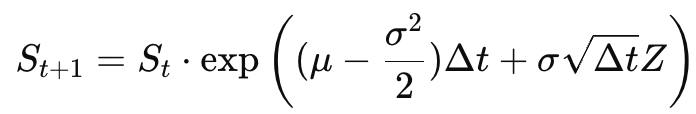 S_{t+1} = S_t · exp ( (μ − σ²/2)Δt + σ√Δt Z )